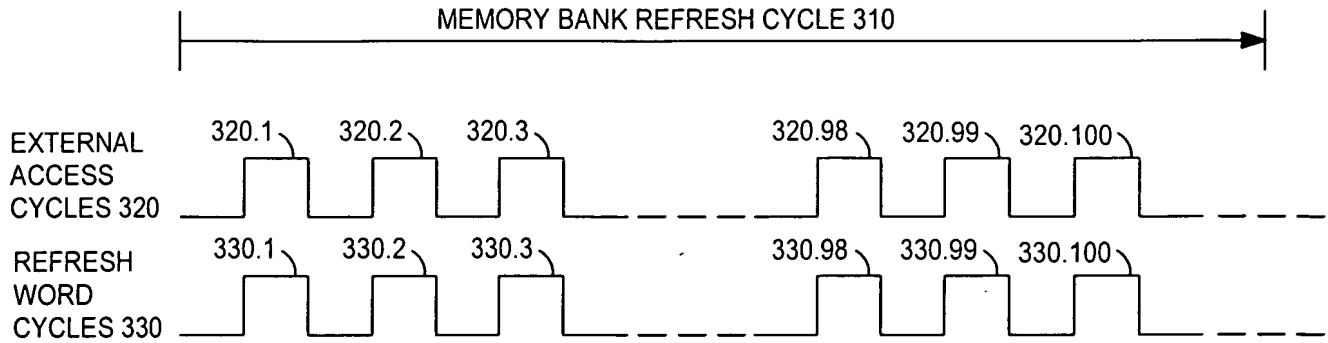 MEMORY BANK REFRESH CYCLE 310
EXTERNAL ACCESS CYCLES 320
320.1 320.2 320.3 320.98 320.99 320.100
REFRESH WORD CYCLES 330
330.1 330.2 330.3 330.98 330.99 330.100